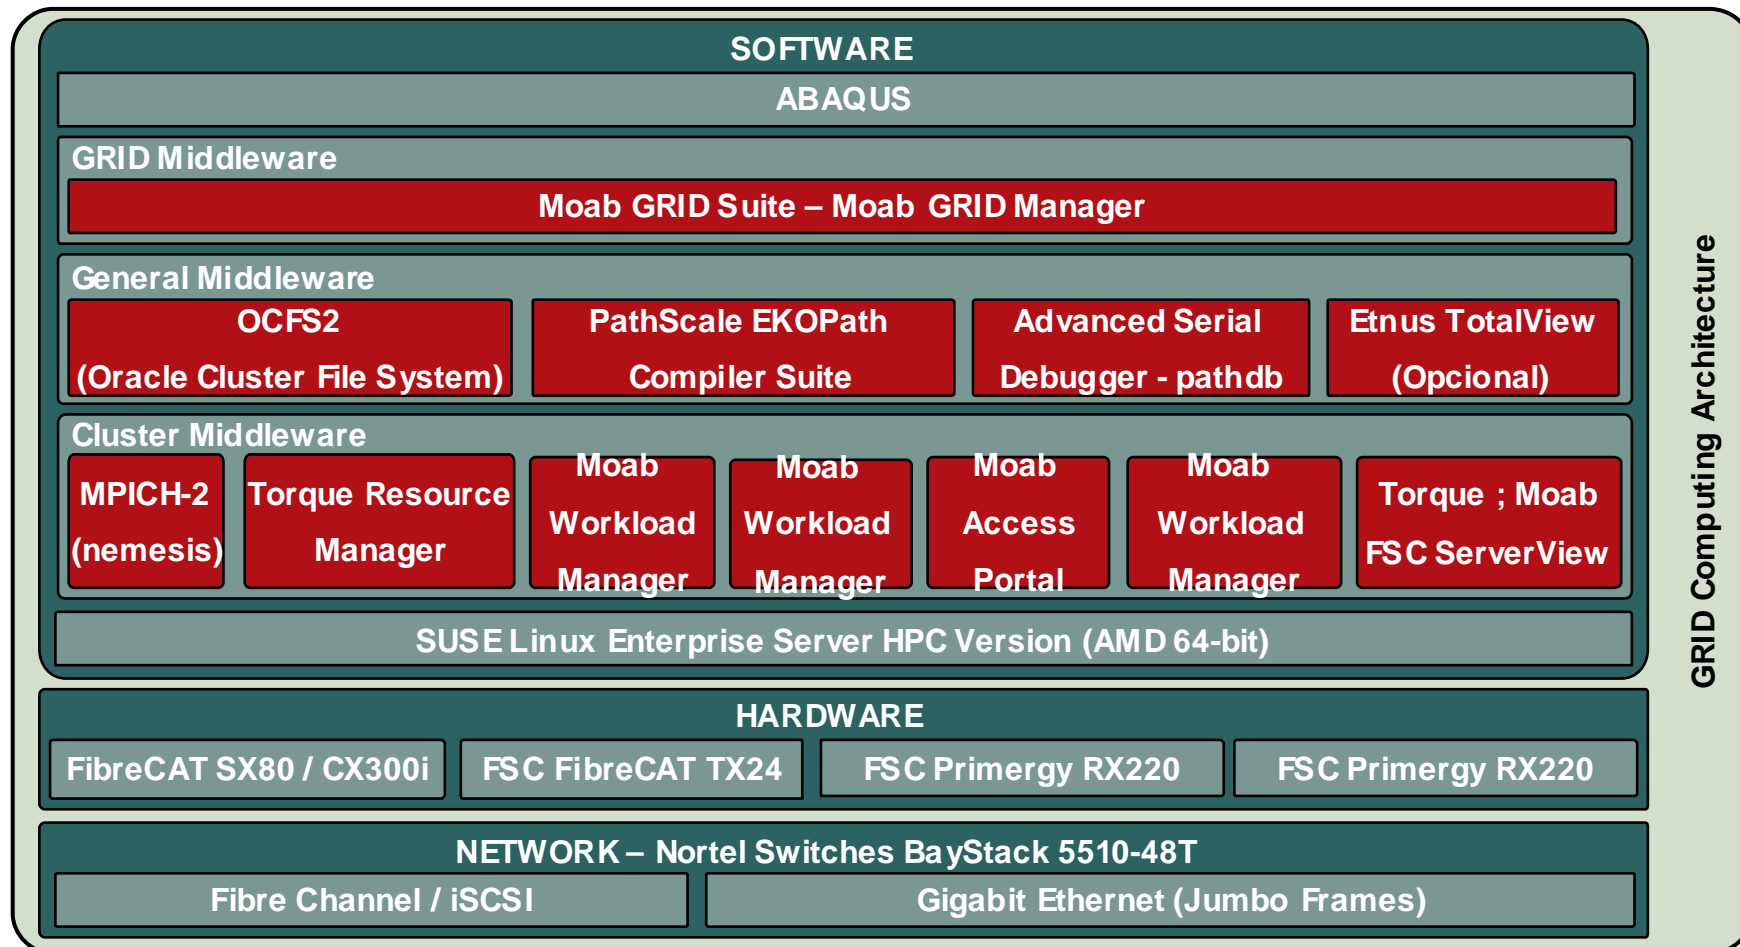 SOFTWARE
ABAQUS
GRID Middleware
Moab GRID Suite – Moab GRID Manager
General Middleware
OCFS2
(Oracle Cluster File System)
PathScale EKOPath
Compiler Suite
Advanced Serial
Debugger - pathdb
Etnus TotalView
(Opcional)
Cluster Middleware
MPICH-2
(nemesis)
Torque Resource
Manager
Moab
Workload
Manager
Moab
Workload
Manager
Moab
Access
Portal
Moab
Workload
Manager
Torque ; Moab
FSC ServerView
SUSE Linux Enterprise Server HPC Version (AMD 64-bit)
HARDWARE
FibreCAT SX80 / CX300i
FSC FibreCAT TX24
FSC Primergy RX220
FSC Primergy RX220
NETWORK – Nortel Switches BayStack 5510-48T
Fibre Channel / iSCSI
Gigabit Ethernet (Jumbo Frames)
GRID Computing Architecture